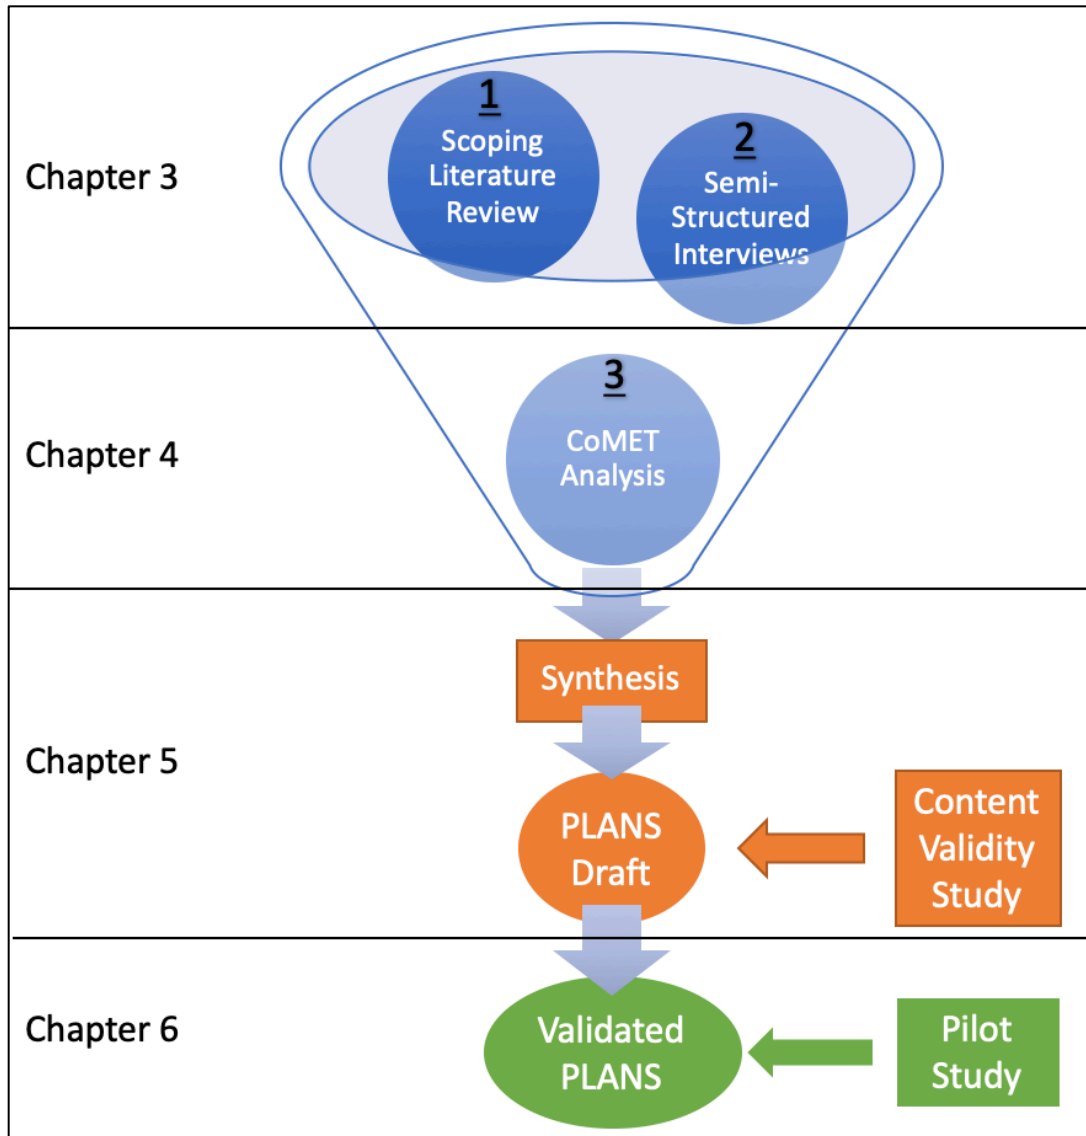 Chapter 3
1
Scoping
Literature
Review
2
Semi-
Structured
Interviews
Chapter 4
3
CoMET
Analysis
Chapter 5
Synthesis
PLANS
Draft
Content
Validity
Study
Chapter 6
Validated
PLANS
Pilot
Study